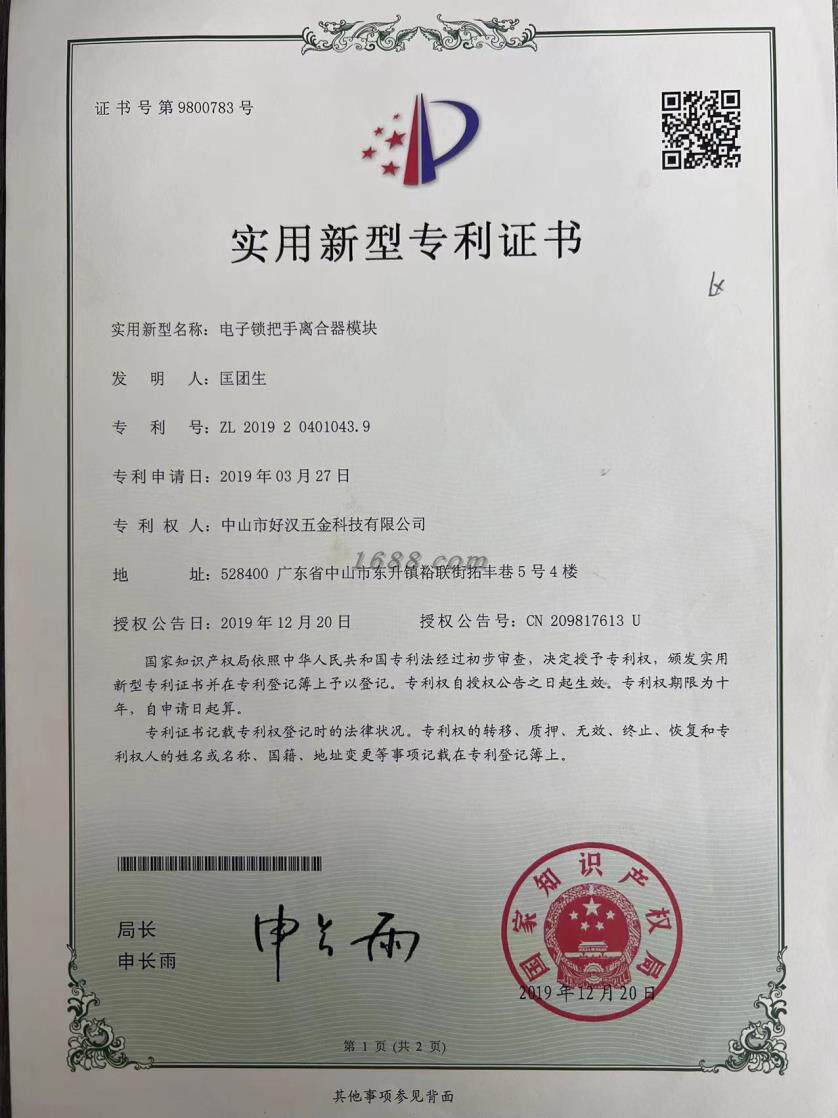 证书号第9800783号
实用新型专利证书
实用新型名称：电子锁把手离合器模块
发明人：匡团生
专利号：ZL 2019 2 0401043.9
专利申请日：2019年03月27日
专利权人：中山市好汉五金科技有限公司
1688.com
地址：528400 广东省中山市东升镇裕联街拓丰巷5号4楼
授权公告日：2019年12月20日 授权公告号：CN 209817613 U
国家知识产权局依照中华人民共和国专利法经过初步审查，决定授予专利权，颁发实用
新型专利证书并在专利登记簿上予以登记。专利权自授权公告之日起生效。专利权期限为十
年，自申请日起算。
专利证书记载专利权登记时的法律状况。专利权的转移、质押、无效、终止、恢复和专
利权人的姓名或名称、国籍、地址变更等事项记载在专利登记簿上。
局长
申长雨
申长雨
国家知识产权局
2019年12月20日
第 1 页 (共 2 页)
其他事项参见背面